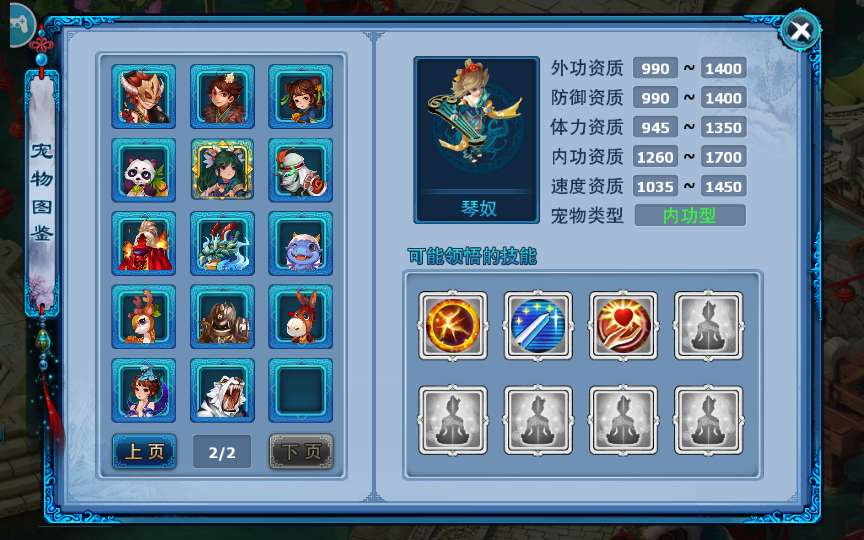 宠物图鉴
外功资质 990 ~ 1400
防御资质 990 ~ 1400
体力资质 945 ~ 1350
内功资质 1260 ~ 1700
速度资质 1035 ~ 1450
宠物类型 内功型
琴奴
可能领悟的技能
上页 2/2 下页